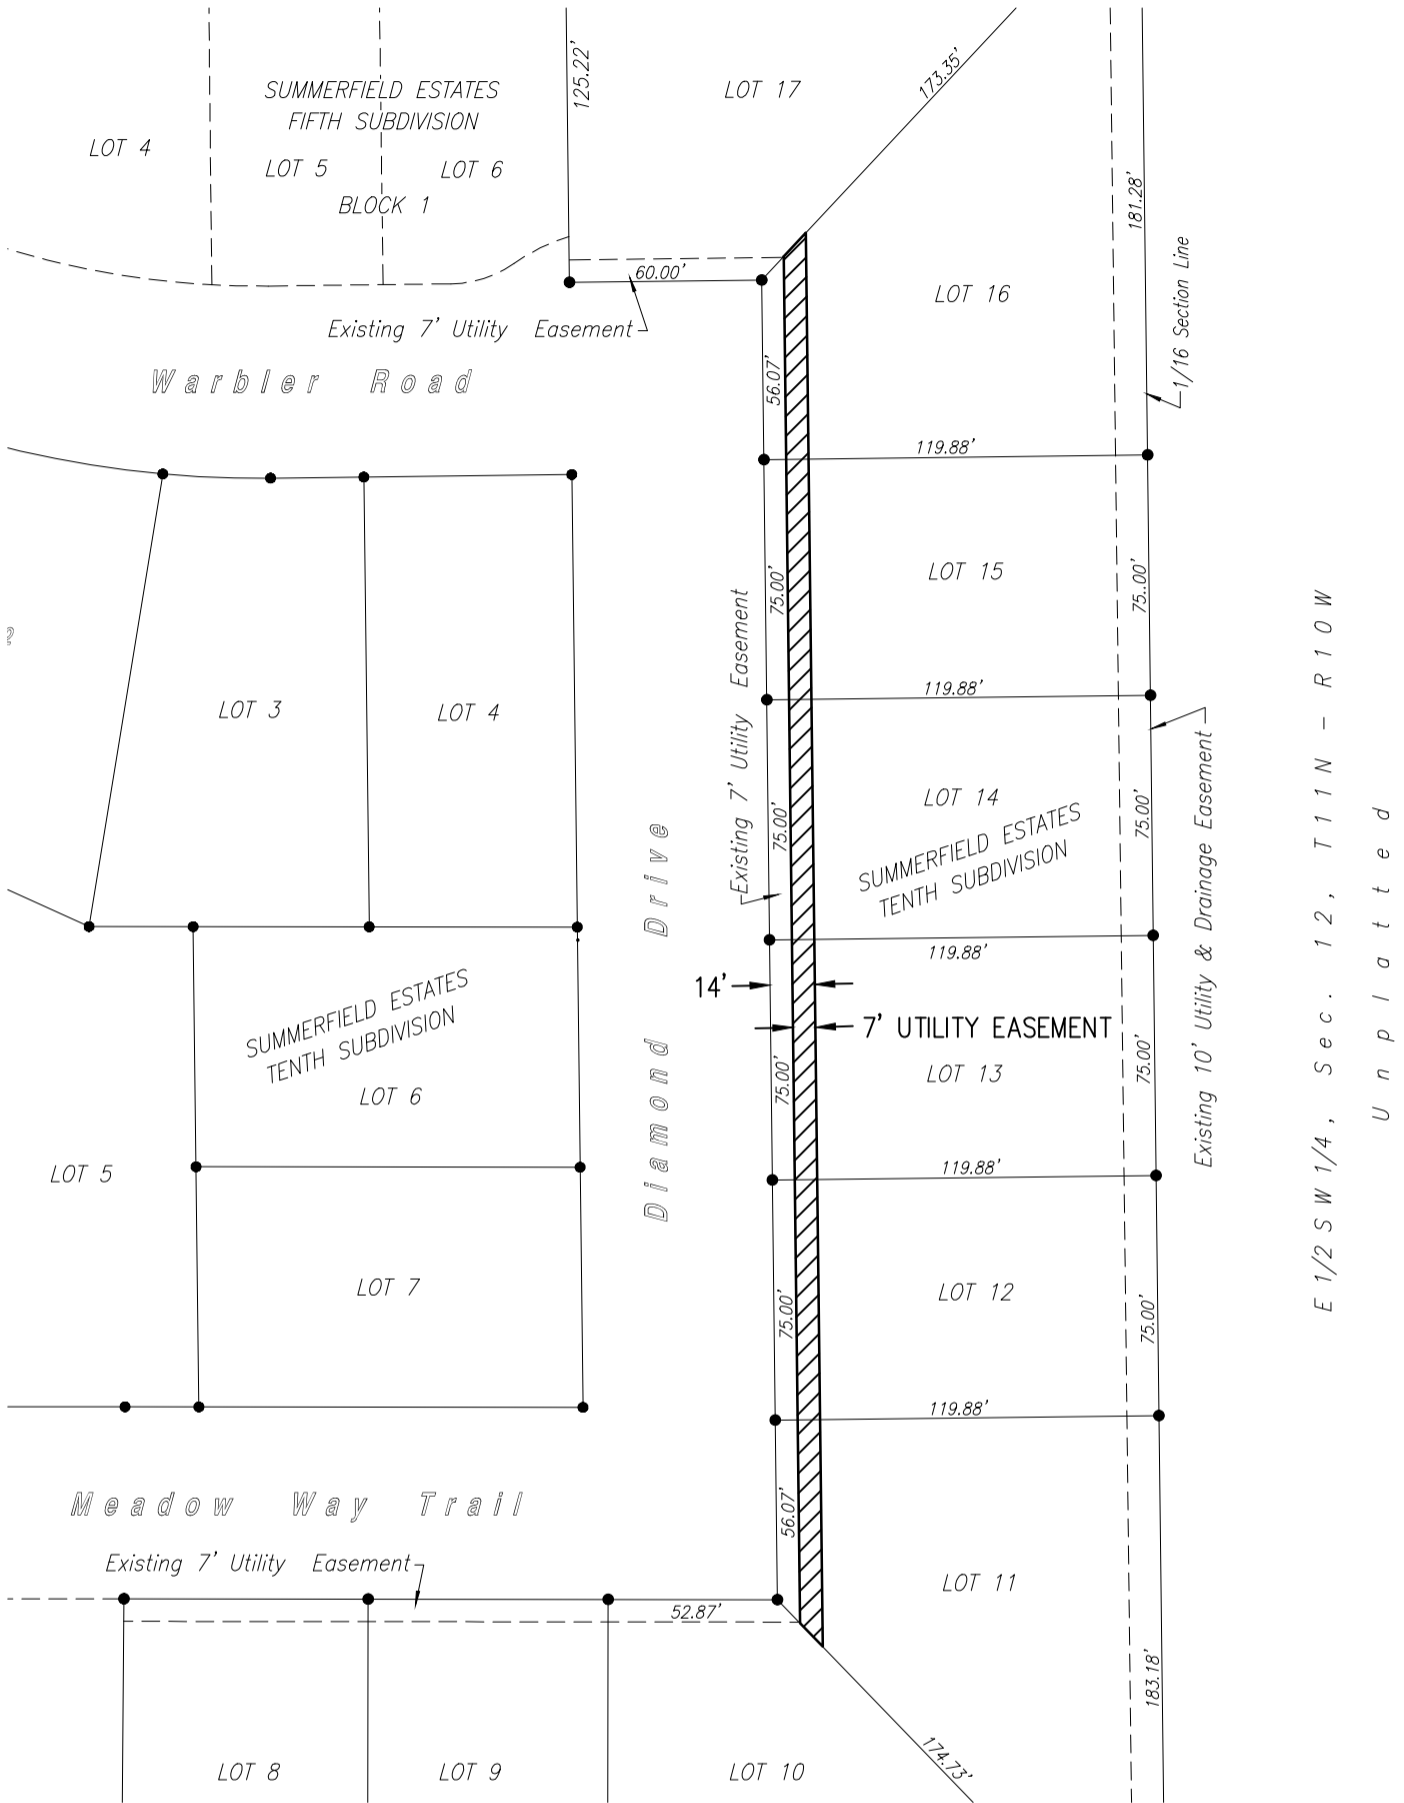 SUMMERFIELD ESTATES
FIFTH SUBDIVISION
LOT 4
LOT 5
LOT 6
BLOCK 1
125.22'
LOT 17
173.35'
181.28'
1/16 Section Line
LOT 16
60.00'
Existing 7' Utility Easement
Warbler Road
56.07'
119.88'
LOT 15
75.00'
75.00'
Existing 7' Utility Easement
119.88'
LOT 3
LOT 4
LOT 14
SUMMERFIELD ESTATES
TENTH SUBDIVISION
75.00'
75.00'
Existing 10' Utility & Drainage Easement
E 1/2 SW 1/4, Sec. 12, T11N - R10W
Unplatted
Diamond Drive
119.88'
14'
7' UTILITY EASEMENT
LOT 13
75.00'
75.00'
SUMMERFIELD ESTATES
TENTH SUBDIVISION
LOT 6
LOT 5
119.88'
LOT 7
LOT 12
75.00'
75.00'
119.88'
Meadow Way Trail
56.07'
Existing 7' Utility Easement
52.87'
LOT 11
183.18'
174.73'
LOT 8
LOT 9
LOT 10